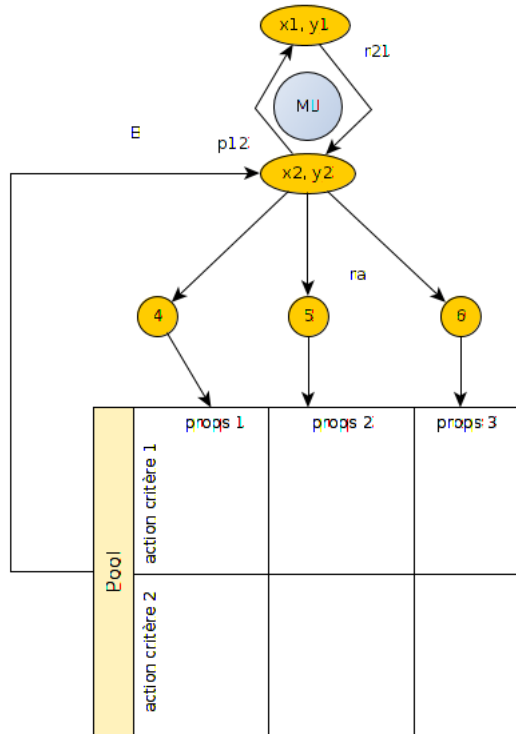 x1, y1
r21
MU
E
p12
x2, y2
ra
4
5
6
props 1
props 2
props 3
action critère 1
Pool
action critère 2